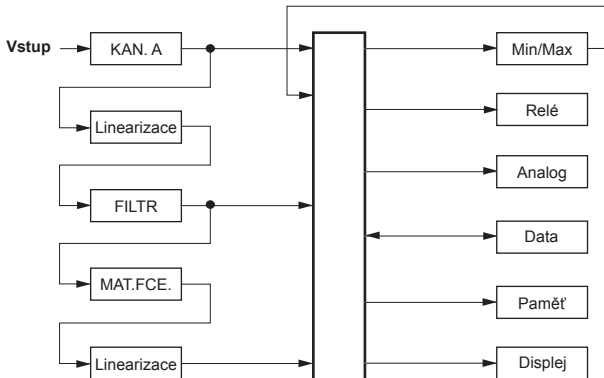 Vstup
KAN. A
Linearizace
FILTR
MAT.FCE.
Linearizace
Min/Max
Relé
Analog
Data
Paměť
Displej